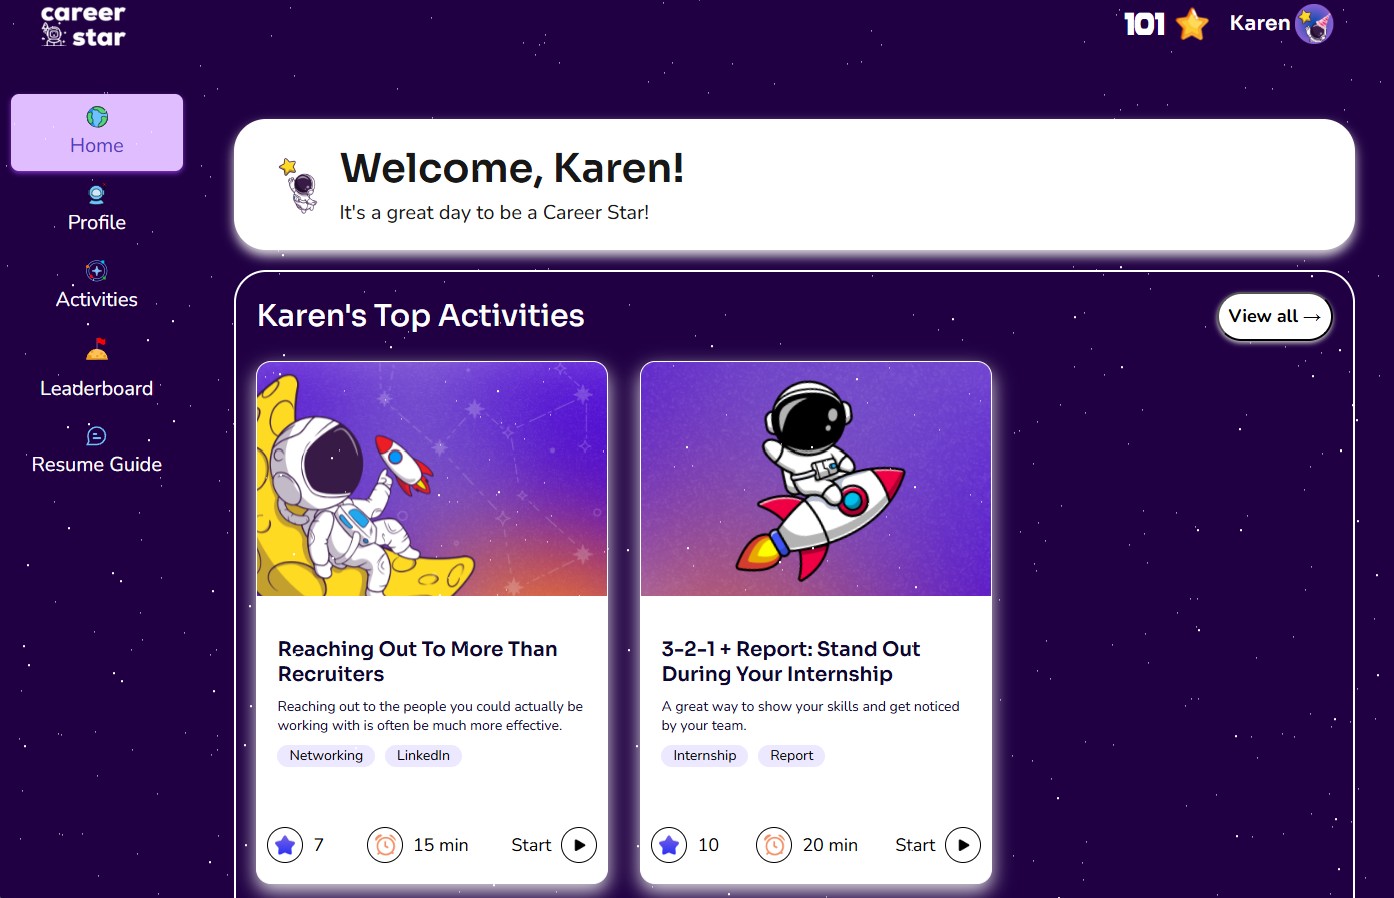 career
star
101
Karen
Home
Profile
Activities
Leaderboard
Resume Guide
Welcome, Karen!
It's a great day to be a Career Star!
Karen's Top Activities
View all →
Reaching Out To More Than
Recruiters
Reaching out to the people you could actually be
working with is often be much more effective.
Networking
LinkedIn
7
15 min
Start
3-2-1 + Report: Stand Out
During Your Internship
A great way to show your skills and get noticed
by your team.
Internship
Report
10
20 min
Start